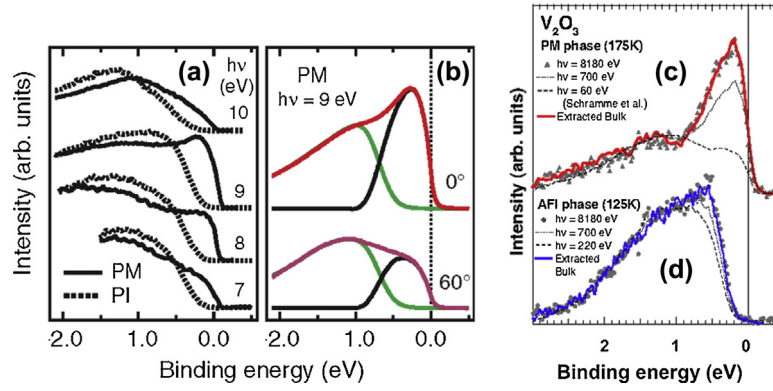 (a)
hν
(eV)
10
9
8
7
PM
PI
Intensity (arb. units)
-2.0
-1.0
0.0
(b)
PM
hν = 9 eV
0°
60°
-2.0
-1.0
0.0
Binding energy (eV)
V₂O₃
PM phase (175K)
hν = 8180 eV
hν = 700 eV
hν = 60 eV
(Schramme et al.)
Extracted Bulk
(c)
AFI phase (125K)
hν = 8180 eV
hν = 700 eV
hν = 220 eV
Extracted
Bulk
(d)
Intensity (arb. units)
2
1
0
Binding energy (eV)